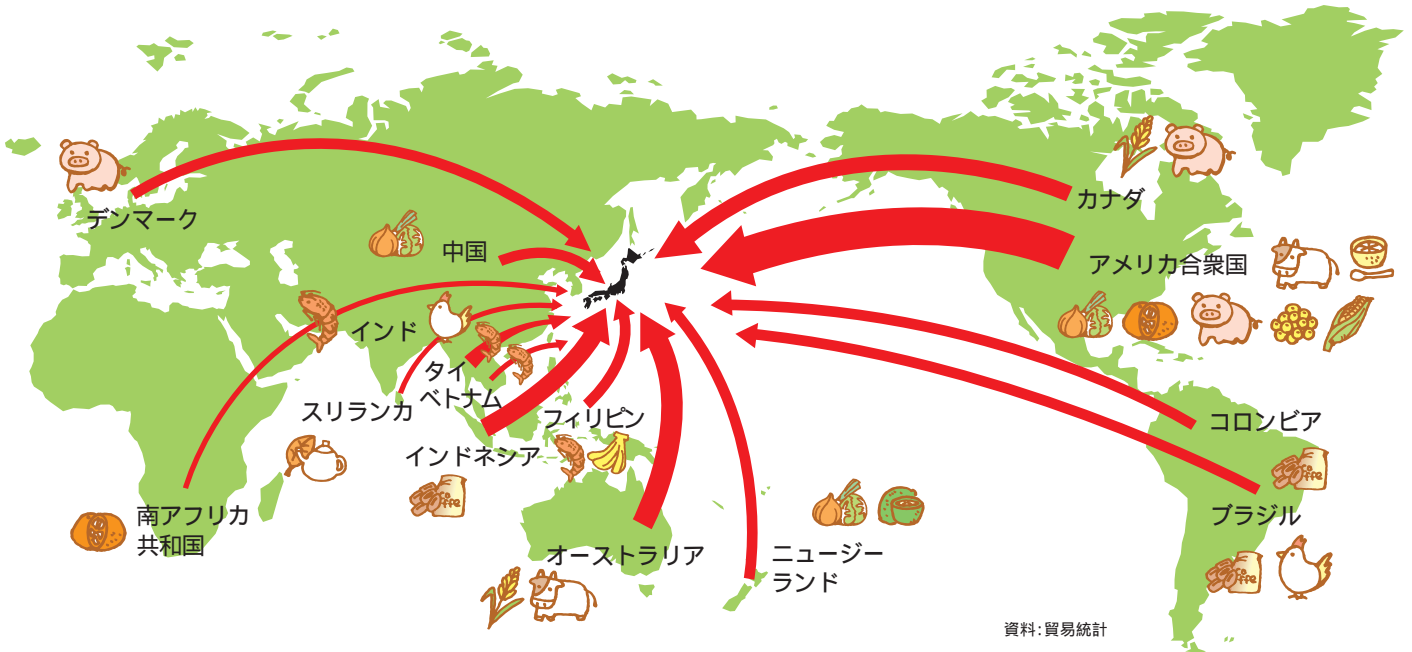 デンマーク
中国
カナダ
アメリカ合衆国
インド
タイ
ベトナム
スリランカ
フィリピン
コロンビア
インドネシア
coffe
coffe
ブラジル
南アフリカ
共和国
オーストラリア
ニュージー
ランド
coffe
資料:貿易統計